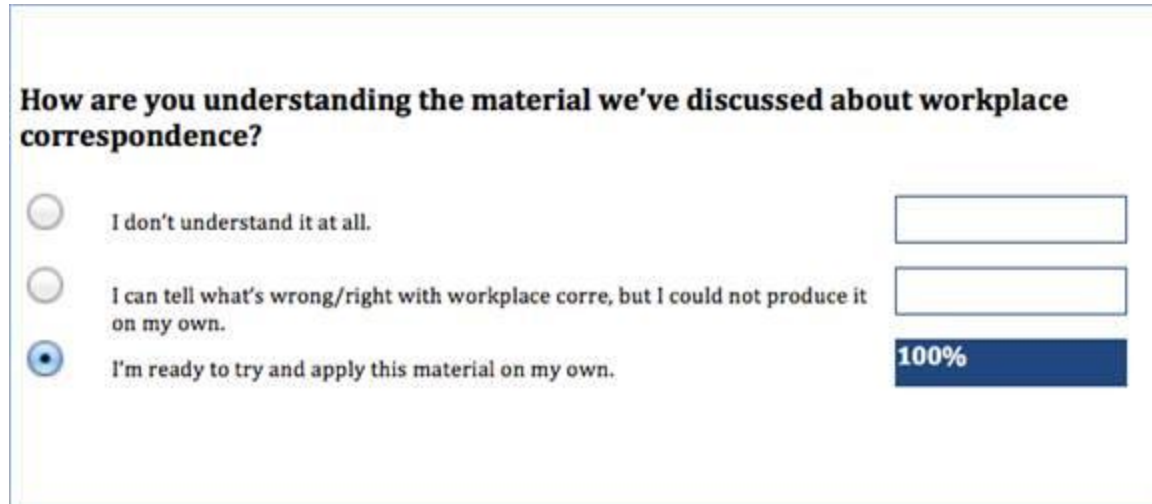 How are you understanding the material we've discussed about workplace
correspondence?
I don't understand it at all.
I can tell what's wrong/right with workplace corre, but I could not produce it
on my own.
I'm ready to try and apply this material on my own.
100%